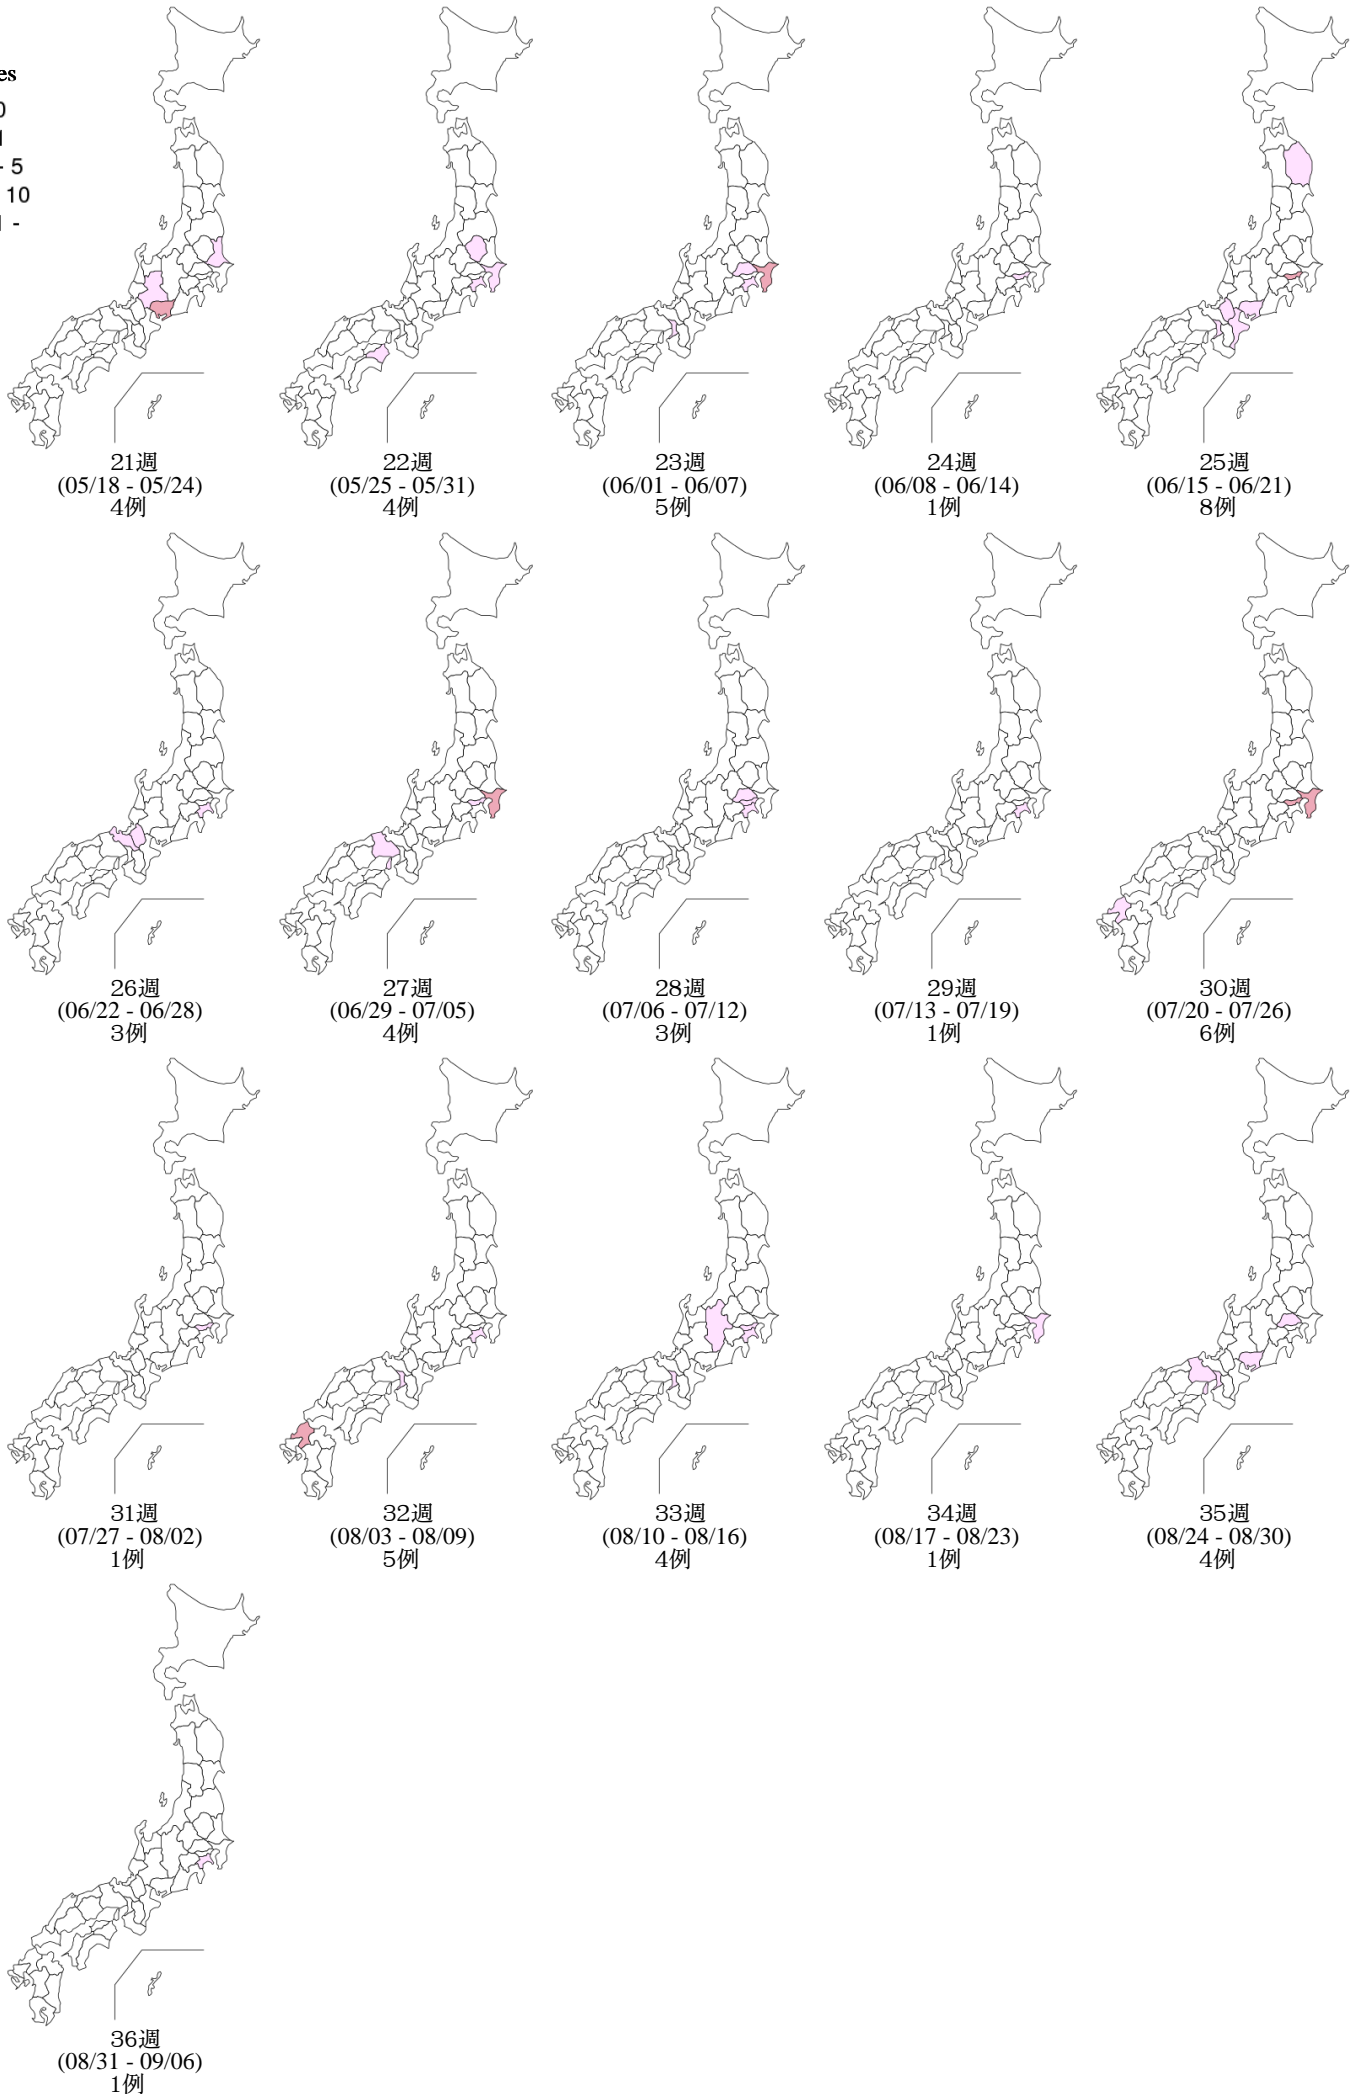 es
- 5
10
21週
(05/18 - 05/24)
4例
22週
(05/25 - 05/31)
4例
23週
(06/01 - 06/07)
5例
24週
(06/08 - 06/14)
1例
25週
(06/15 - 06/21)
8例
26週
(06/22 - 06/28)
3例
27週
(06/29 - 07/05)
4例
28週
(07/06 - 07/12)
3例
29週
(07/13 - 07/19)
1例
30週
(07/20 - 07/26)
6例
31週
(07/27 - 08/02)
1例
32週
(08/03 - 08/09)
5例
33週
(08/10 - 08/16)
4例
34週
(08/17 - 08/23)
1例
35週
(08/24 - 08/30)
4例
36週
(08/31 - 09/06)
1例